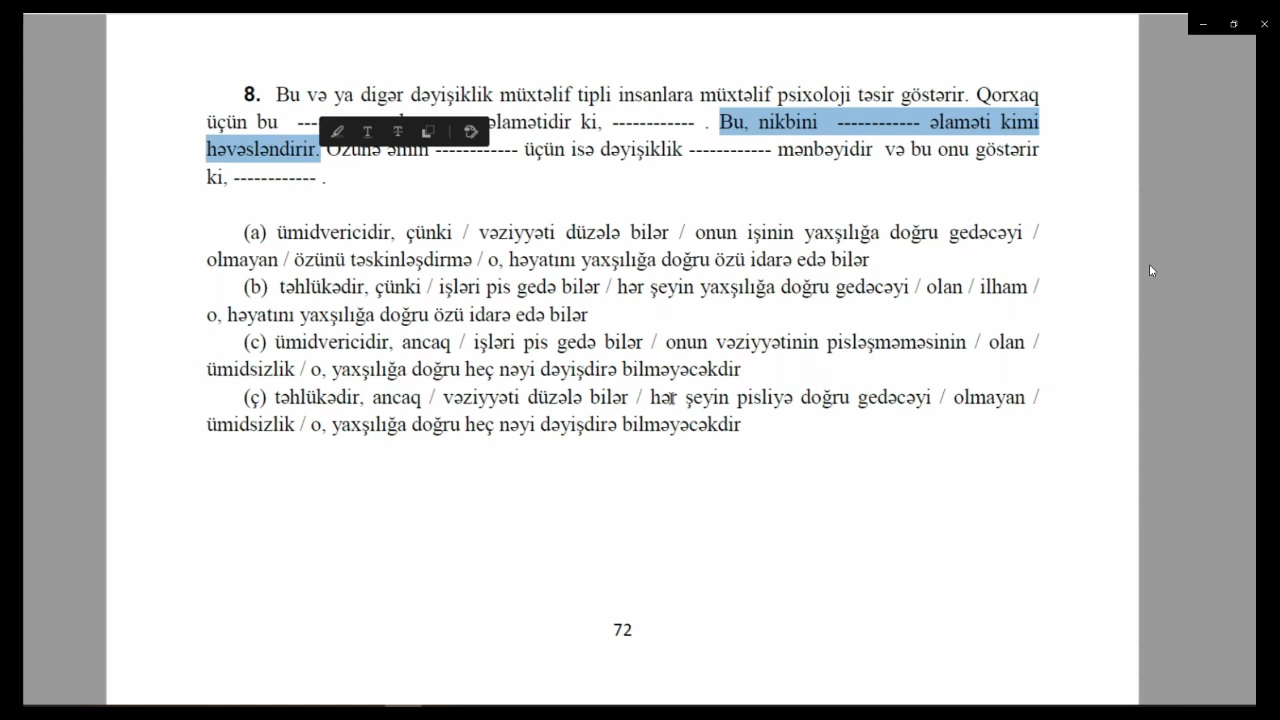 8. Bu və ya digər dəyişiklik müxtəlif tipli insanlara müxtəlif psixoloji təsir göstərir. Qorxaq
üçün bu ---- əlamətidir ki, ------------ . Bu, nikbini ------------ əlaməti kimi
həvəsləndirir. Özünə əmin ------------ üçün isə dəyişiklik ------------ mənbəyidir və bu onu göstərir
ki, ------------ .
(a) ümidvericidir, çünki / vəziyyəti düzələ bilər / onun işinin yaxşılığa doğru gedəcəyi /
olmayan / özünü təskinləşdirmə / o, həyatını yaxşılığa doğru özü idarə edə bilər
(b) təhlükədir, çünki / işləri pis gedə bilər / hər şeyin yaxşılığa doğru gedəcəyi / olan / ilham /
o, həyatını yaxşılığa doğru özü idarə edə bilər
(c) ümidvericidir, ancaq / işləri pis gedə bilər / onun vəziyyətinin pisləşməməsinin / olan /
ümidsizlik / o, yaxşılığa doğru heç nəyi dəyişdirə bilməyəcəkdir
(ç) təhlükədir, ancaq / vəziyyəti düzələ bilər / hər şeyin pisliyə doğru gedəcəyi / olmayan /
ümidsizlik / o, yaxşılığa doğru heç nəyi dəyişdirə bilməyəcəkdir
72